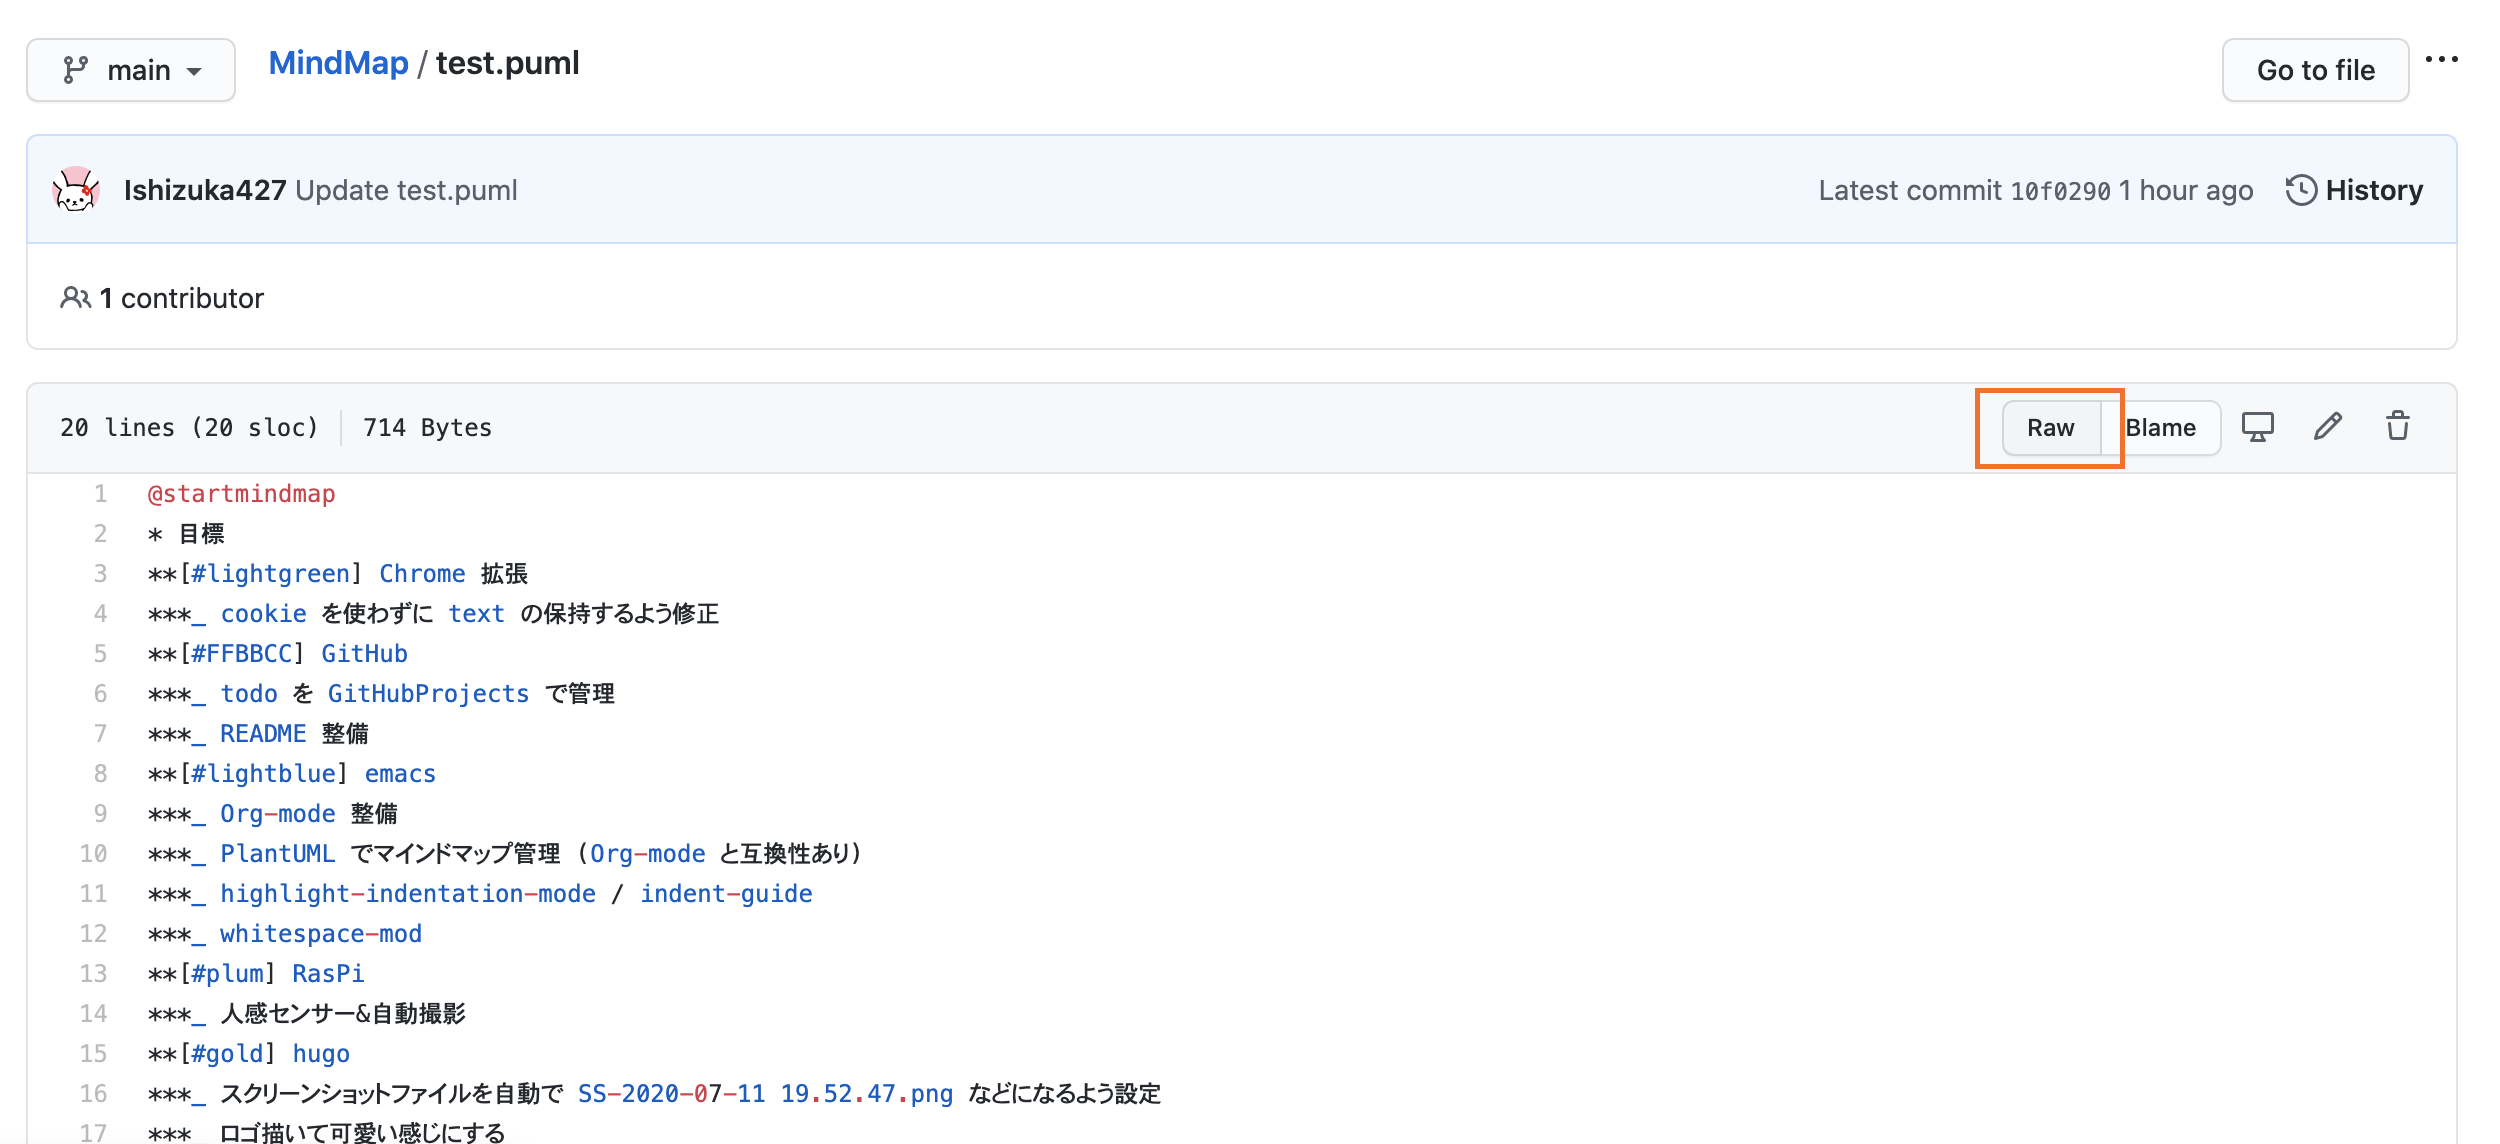 main
MindMap / test.puml
Go to file
Ishizuka427 Update test.puml
Latest commit 10f0290 1 hour ago
History
1 contributor
20 lines (20 sloc)
714 Bytes
Raw
Blame
1 @startmindmap
2 * 目標
3 **[#lightgreen] Chrome 拡張
4 ***_ cookie を使わずに text の保持するよう修正
5 **[#FFBBCC] GitHub
6 ***_ todo を GitHubProjects で管理
7 ***_ README 整備
8 **[#lightblue] emacs
9 ***_ Org-mode 整備
10 ***_ PlantUML でマインドマップ管理 (Org-mode と互換性あり)
11 ***_ highlight-indentation-mode / indent-guide
12 ***_ whitespace-mod
13 **[#plum] RasPi
14 ***_ 人感センサー&自動撮影
15 **[#gold] hugo
16 ***_ スクリーンショットファイルを自動で SS-2020-07-11 19.52.47.png などになるよう設定
17 ***_ ロゴ描いて可愛い感じにする